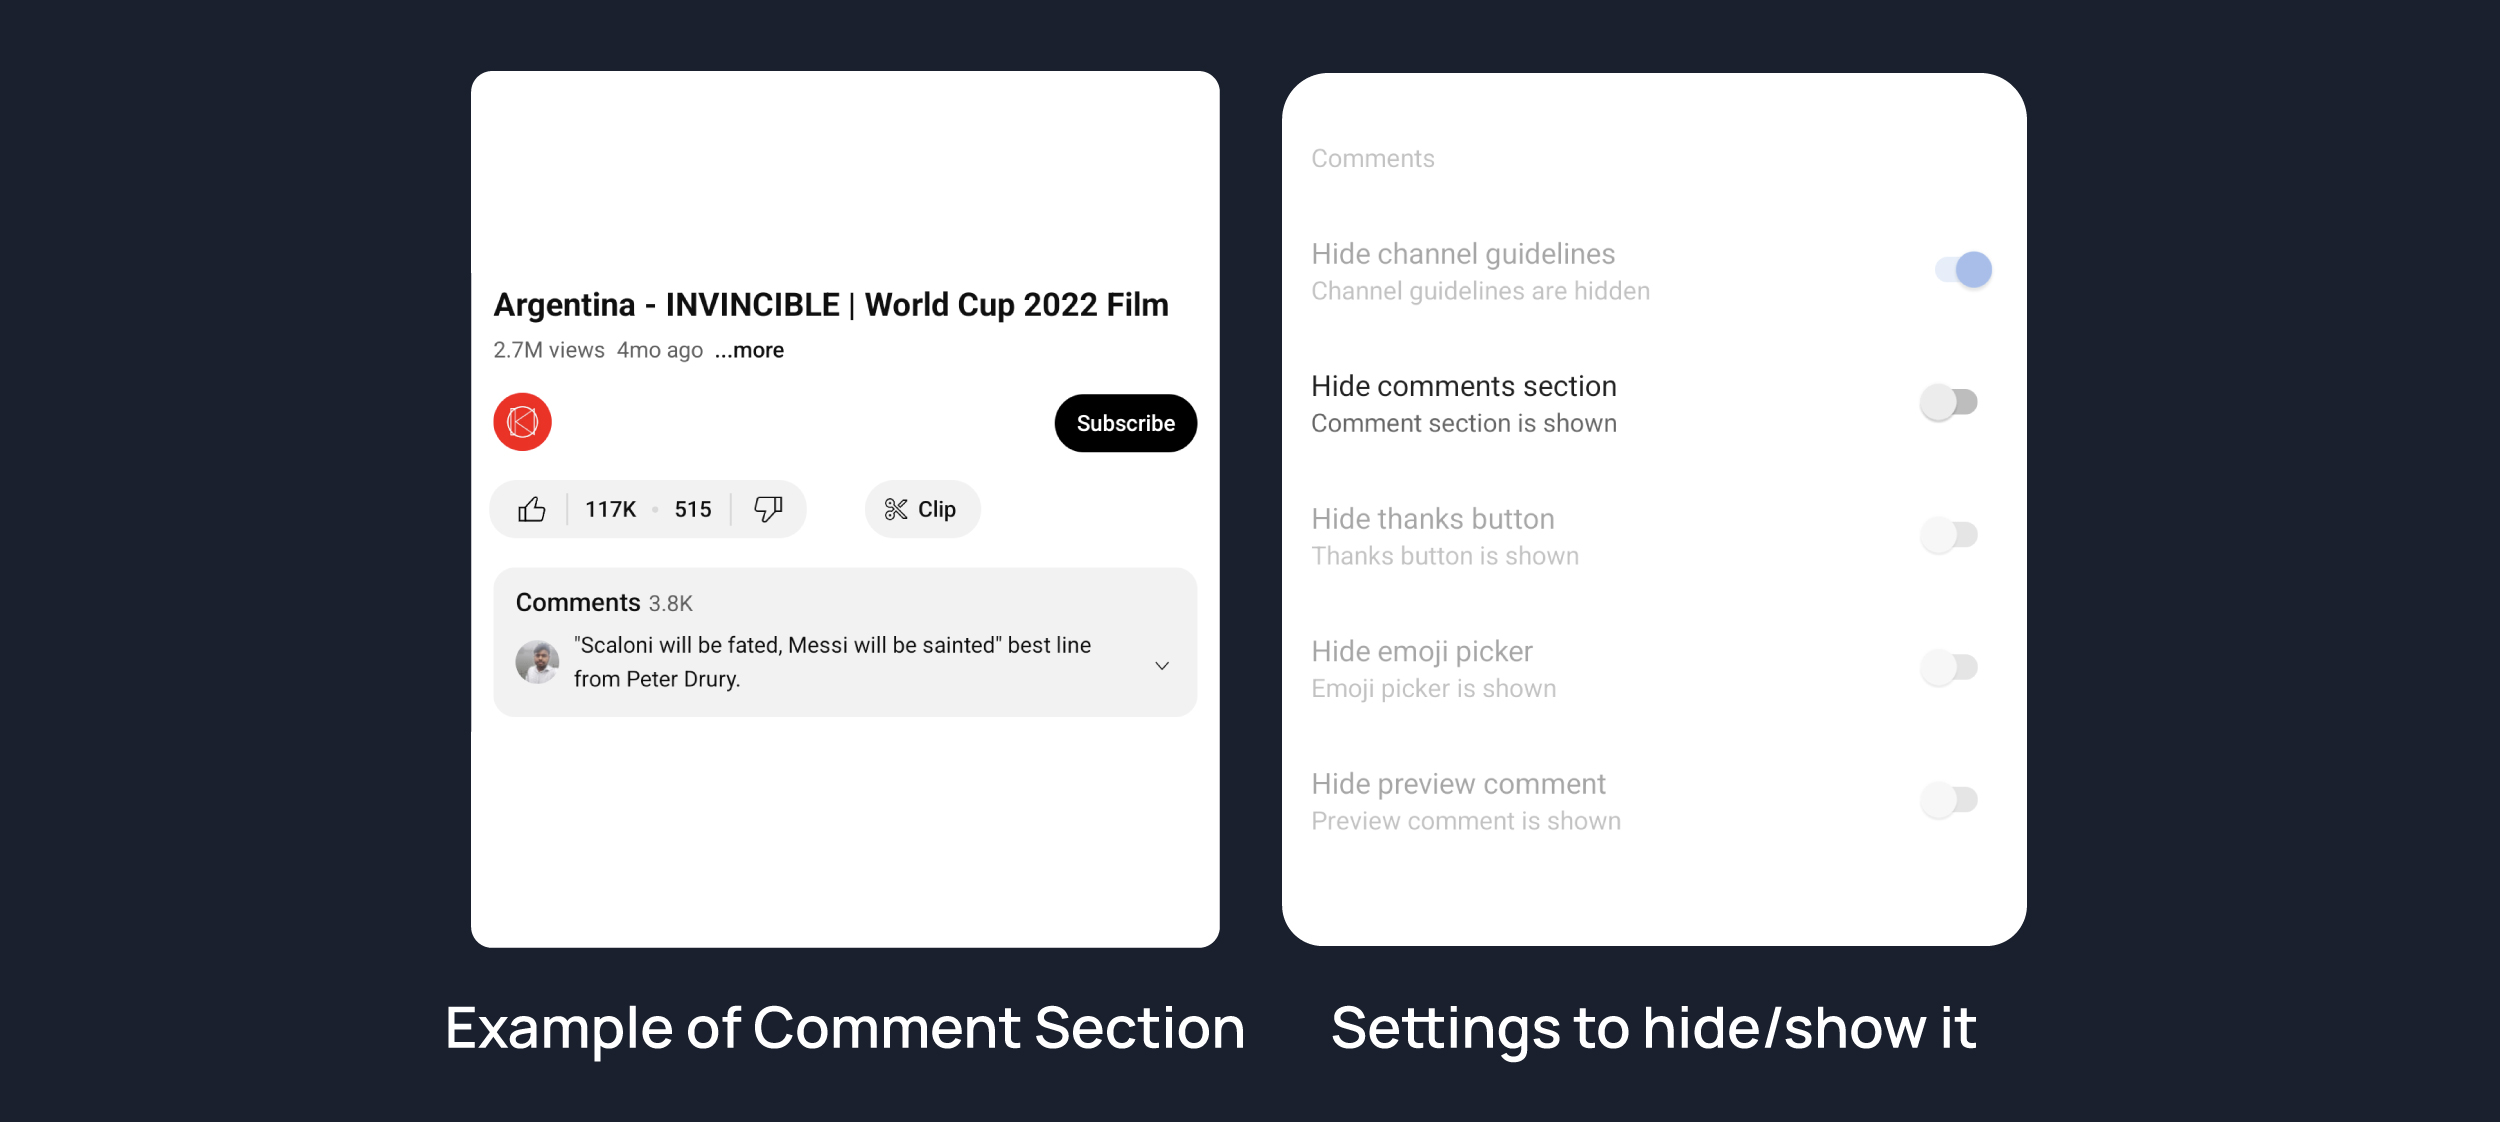 Argentina - INVINCIBLE | World Cup 2022 Film
2.7M views 4mo ago ...more
Subscribe
117K • 515
Clip
Comments 3.8K
"Scaloni will be fated, Messi will be sainted" best line
from Peter Drury.
Example of Comment Section
Comments
Hide channel guidelines
Channel guidelines are hidden
Hide comments section
Comment section is shown
Hide thanks button
Thanks button is shown
Hide emoji picker
Emoji picker is shown
Hide preview comment
Preview comment is shown
Settings to hide/show it